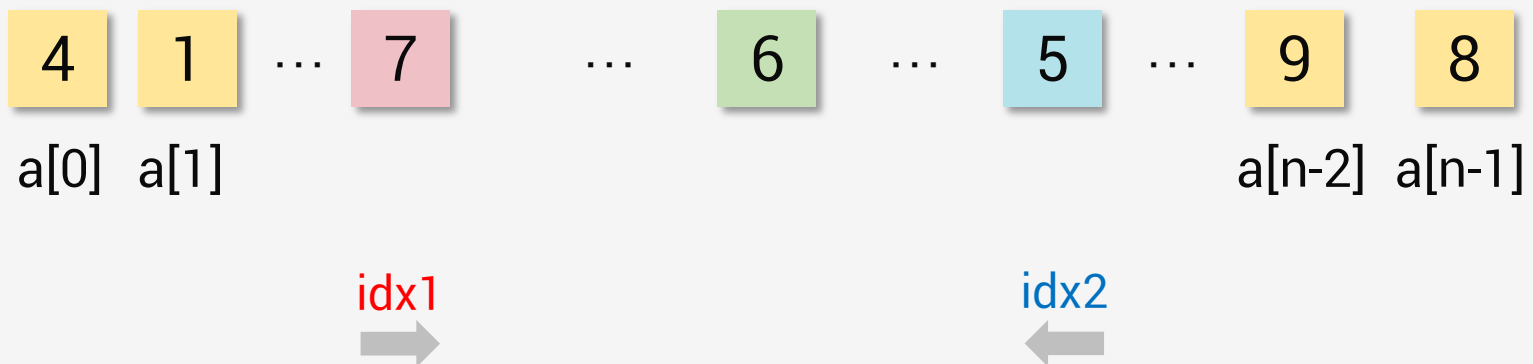 4 1 ... 7 ... 6 ... 5 ... 9 8
a[0] a[1] a[n-2] a[n-1]
idx1 idx2